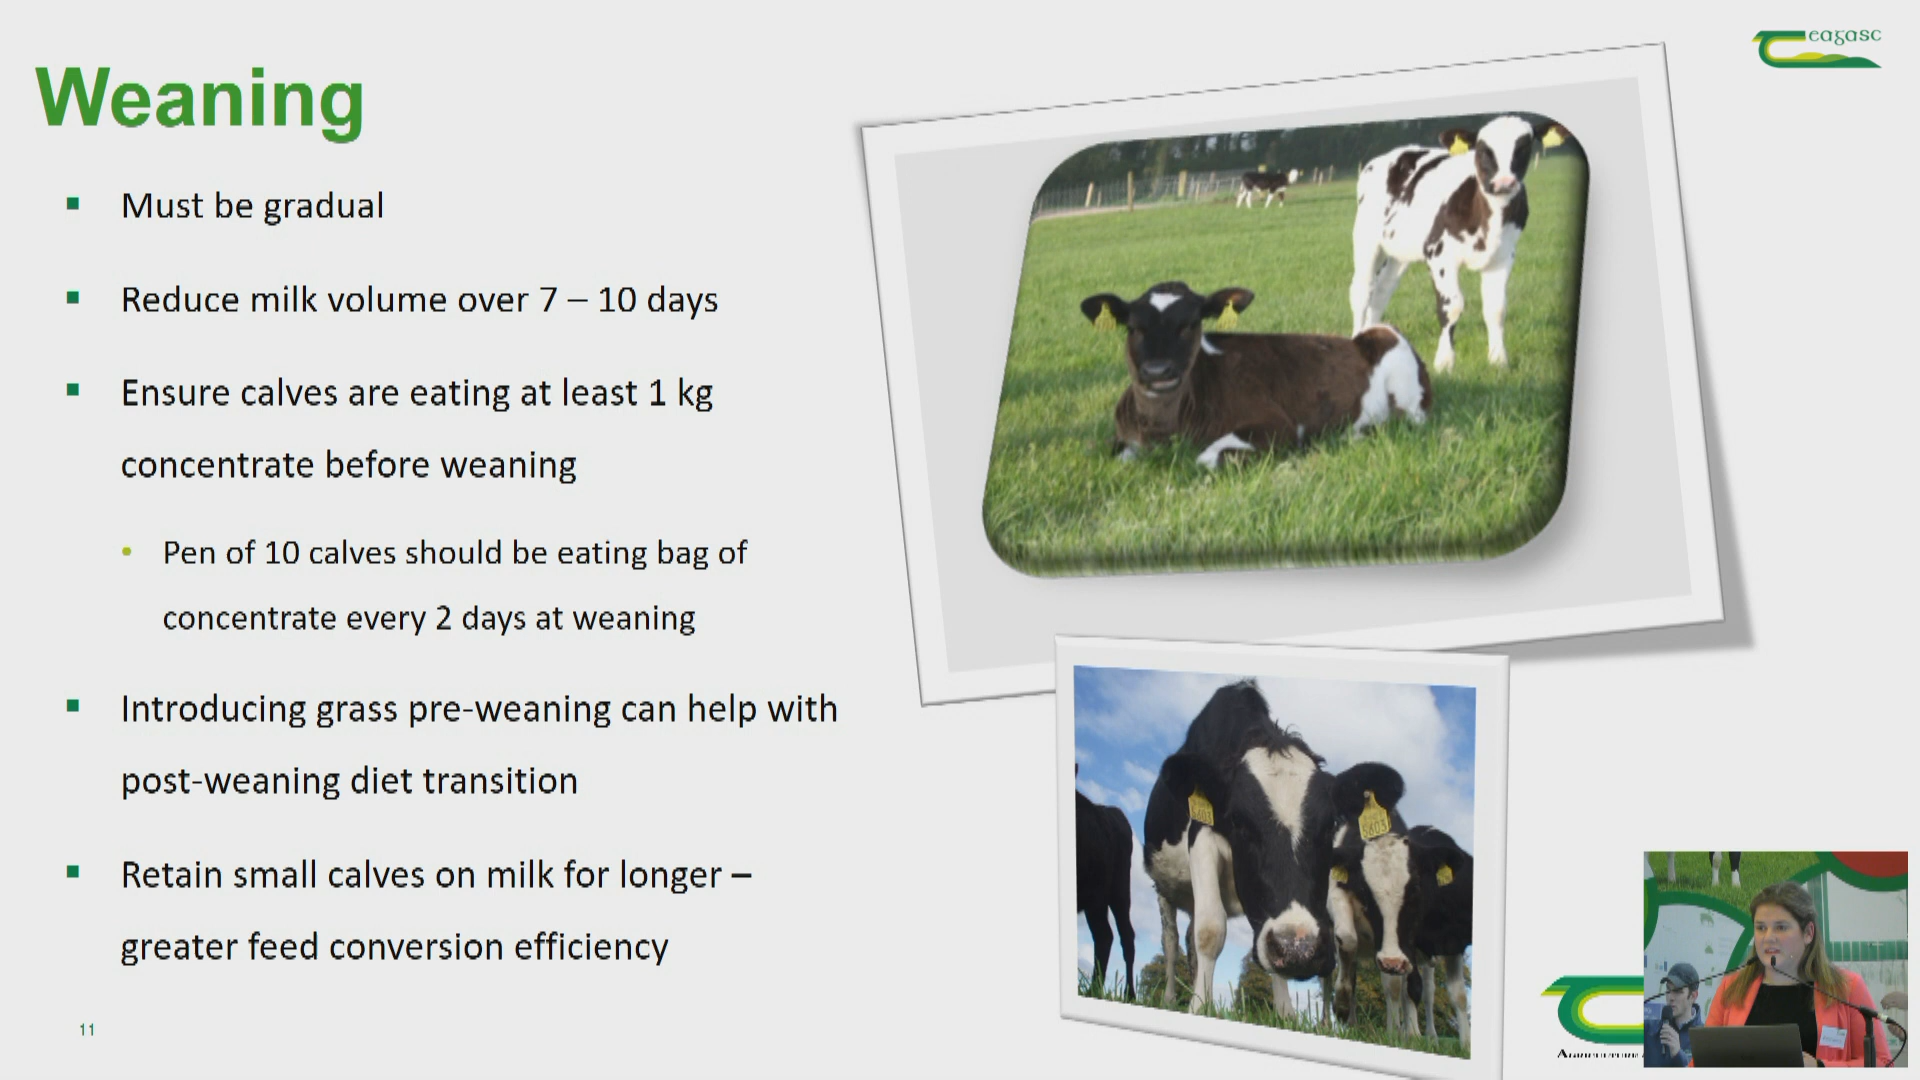 eagasc
Weaning
Must be gradual
Reduce milk volume over 7 – 10 days
Ensure calves are eating at least 1 kg
concentrate before weaning
Pen of 10 calves should be eating bag of
concentrate every 2 days at weaning
Introducing grass pre-weaning can help with
post-weaning diet transition
Retain small calves on milk for longer –
greater feed conversion efficiency
11